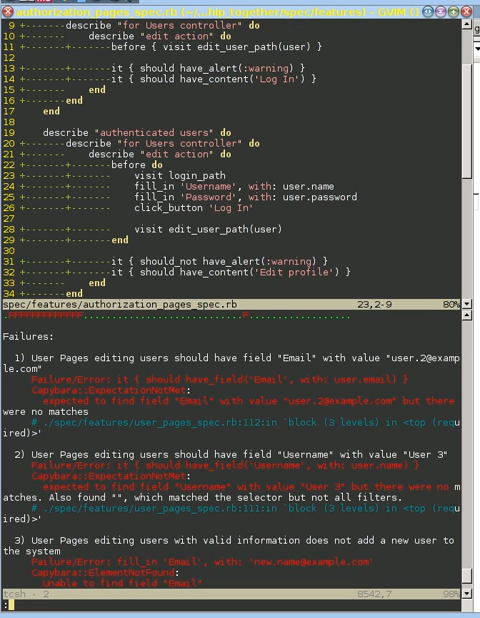 authorization_pages_spec.rb (~/...hip_together/spec/features) - GVIM (1
9 +-------describe "for Users controller" do
10 +-------+-------    describe "edit action" do
11 +-------+-------+-------before { visit edit_user_path(user) }
12
13 +-------+-------+-------it { should have_alert(:warning) }
14 +-------+-------+-------it { should have_content('Log In') }
15 +-------+-------    end
16 +-------end
17     end
18
19     describe "authenticated users" do
20 +-------describe "for Users controller" do
21 +-------+-------    describe "edit action" do
22 +-------+-------+-------before do
23 +-------+-------+-------    visit login_path
24 +-------+-------+-------    fill_in 'Username', with: user.name
25 +-------+-------+-------    fill_in 'Password', with: user.password
26 +-------+-------+-------    click_button 'Log In'
27
28 +-------+-------+-------    visit edit_user_path(user)
29 +-------+-------+-------end
30
31 +-------+-------+-------it { should_not have_alert(:warning) }
32 +-------+-------+-------it { should have_content('Edit profile') }
33 +-------+-------    end
34 +-------end
spec/features/authorization_pages_spec.rb 23,2-9 80%
Failures:
1) User Pages editing users should have field "Email" with value "user.2@examp
le.com"
Failure/Error: it { should have_field('Email', with: user.email) }
Capybara::ExpectationNotMet:
expected to find field "Email" with value "user.2@example.com" but there
were no matches
# ./spec/features/user_pages_spec.rb:112:in `block (3 levels) in <top (requ
ired)>'
2) User Pages editing users should have field "Username" with value "User 3"
Failure/Error: it { should have_field('Username', with: user.name) }
Capybara::ExpectationNotMet:
expected to find field "Username" with value "User 3" but there were no m
atches. Also found "", which matched the selector but not all filters.
# ./spec/features/user_pages_spec.rb:111:in `block (3 levels) in <top (requ
ired)>'
3) User Pages editing users with valid information does not add a new user to
the system
Failure/Error: fill_in 'Email', with: 'new.name@example.com'
Capybara::ElementNotFound:
Unable to find field "Email"
tcsh - 2 8542,7 98%
: